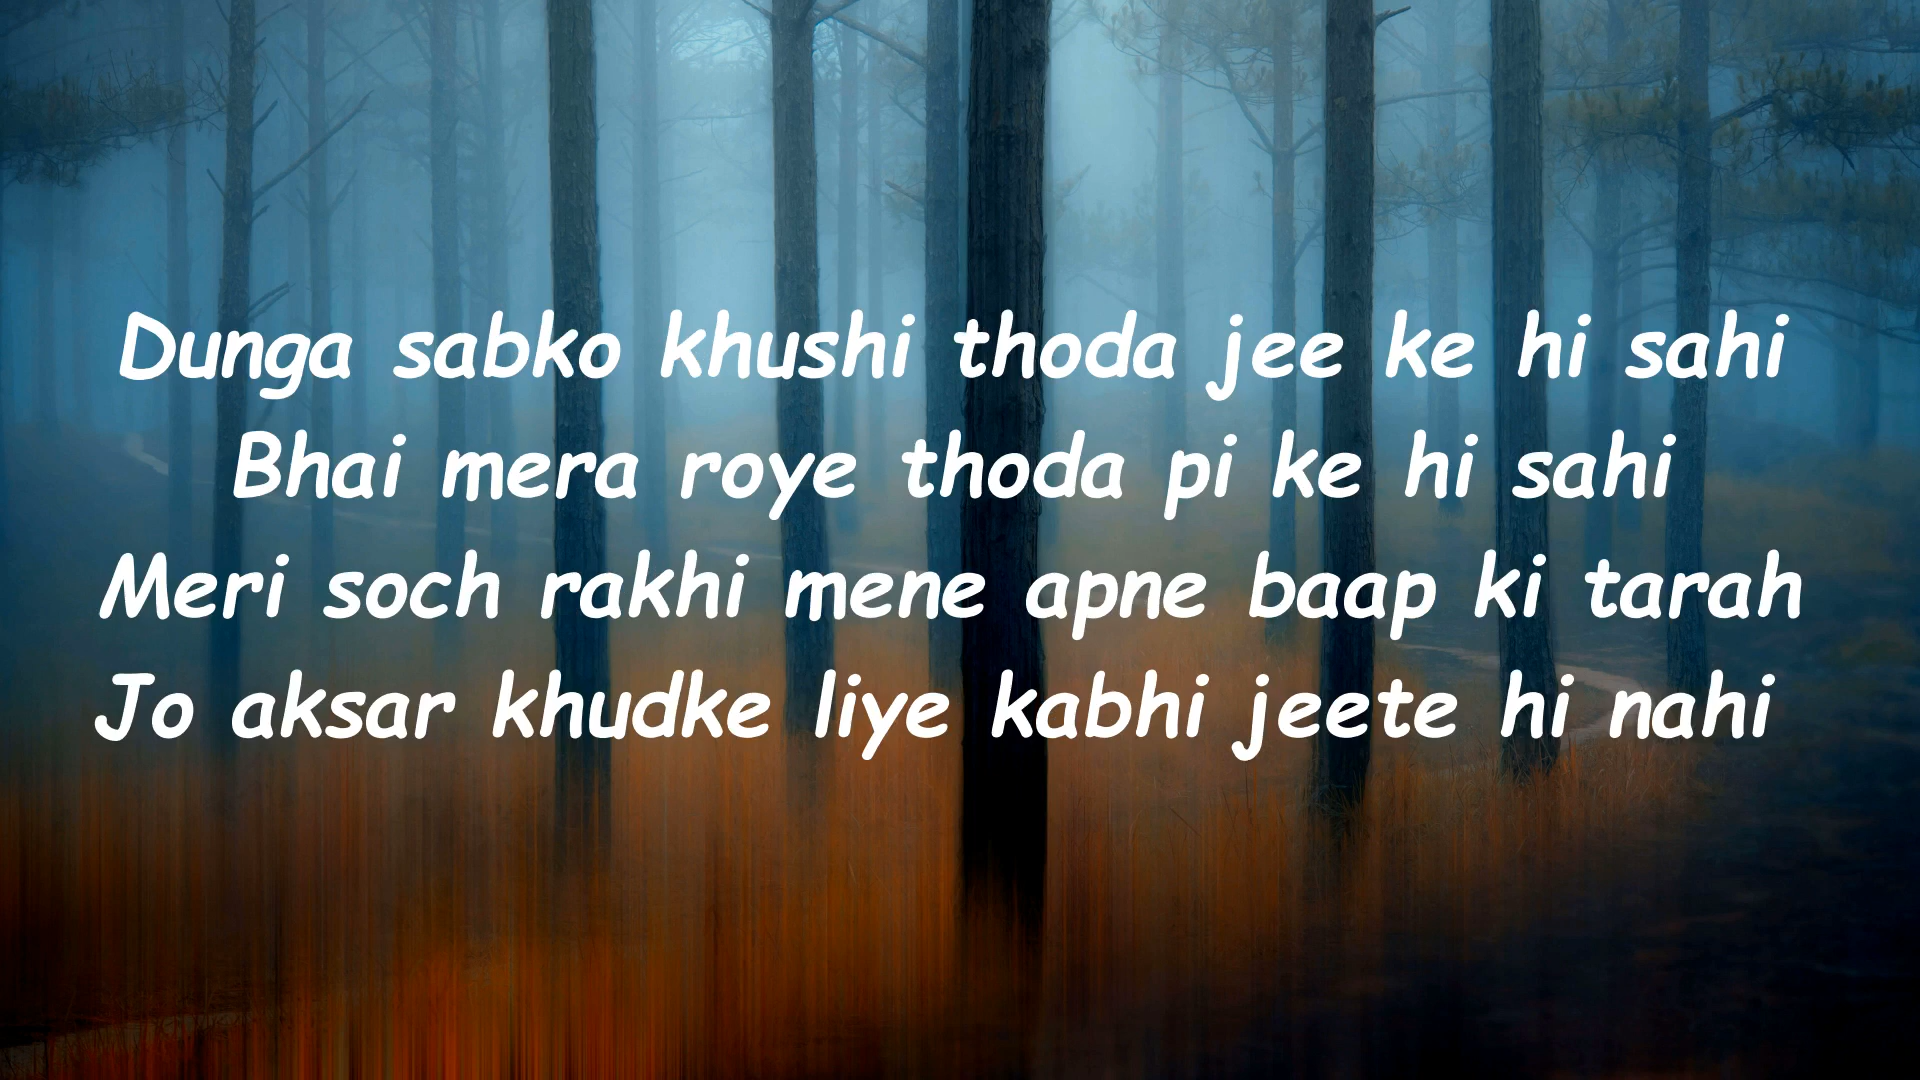 Dunga sabko khushi thoda jee ke hi sahi
Bhai mera roye thoda pi ke hi sahi
Meri soch rakhi mene apne baap ki tarah
Jo aksar khudke liye kabhi jeete hi nahi